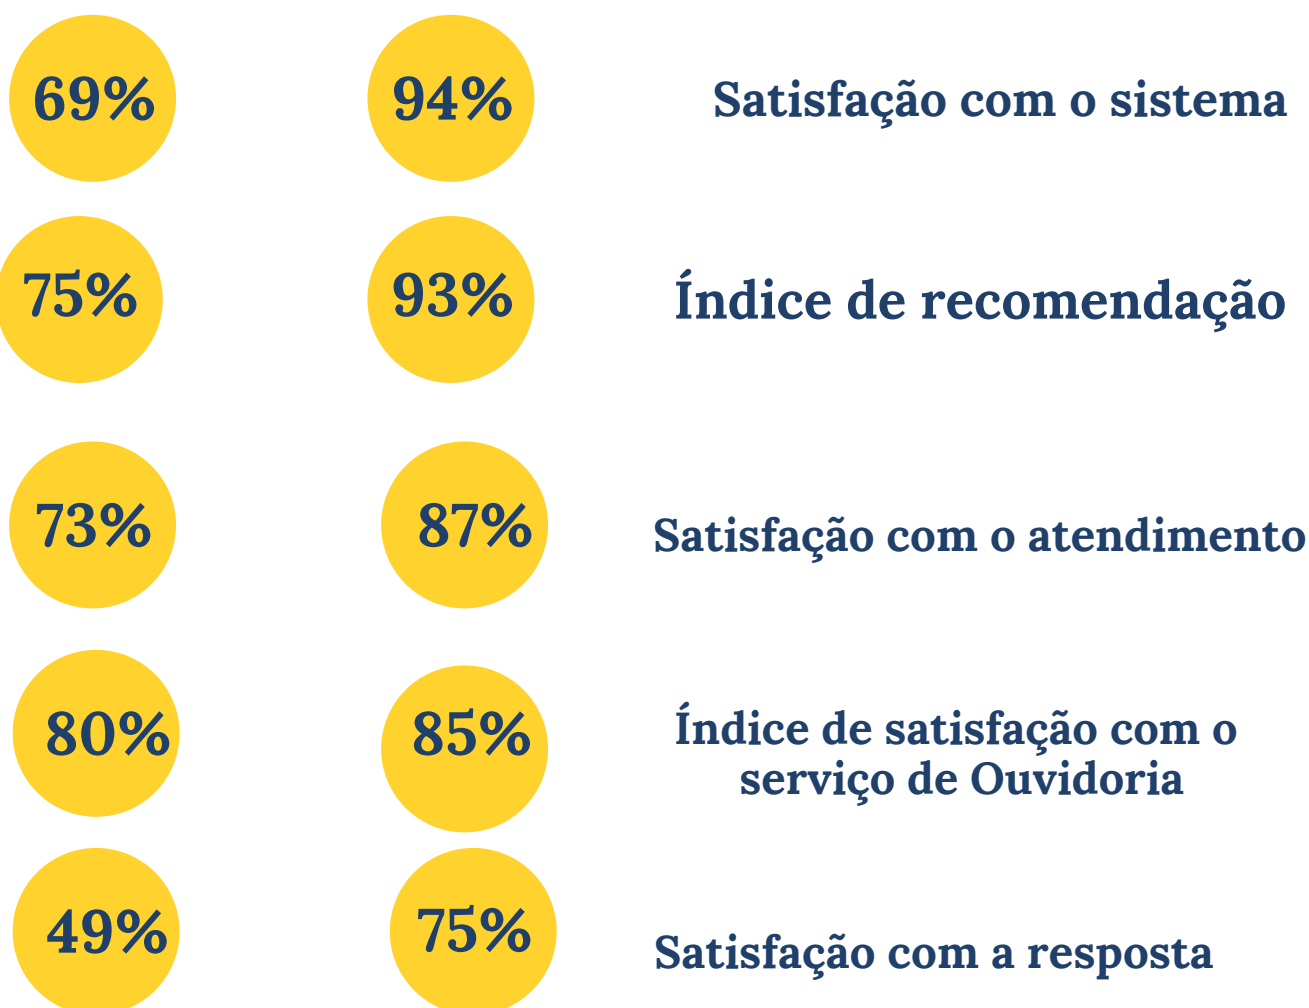 69% 94% Satisfação com o sistema
75% 93% Índice de recomendação
73% 87% Satisfação com o atendimento
80% 85% Índice de satisfação com o
serviço de Ouvidoria
49% 75% Satisfação com a resposta